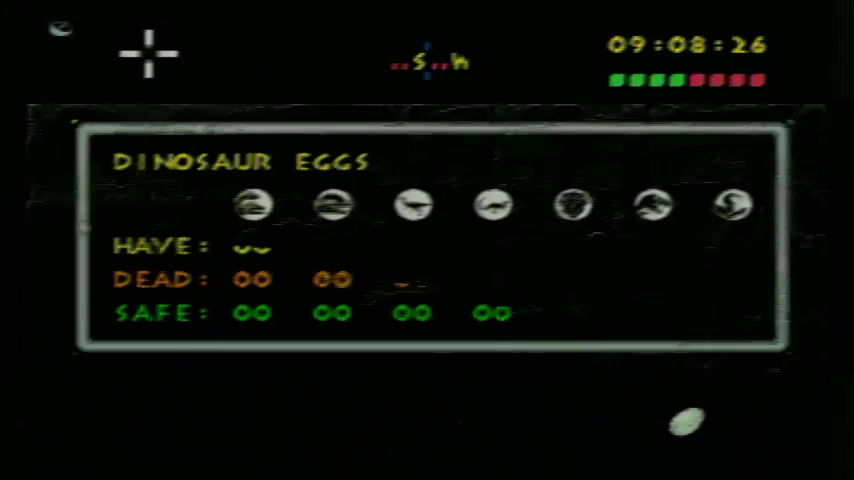 09:08:26
S
DINOSAUR EGGS
HAVE:
DEAD: 00 00
SAFE: 00 00 00 00